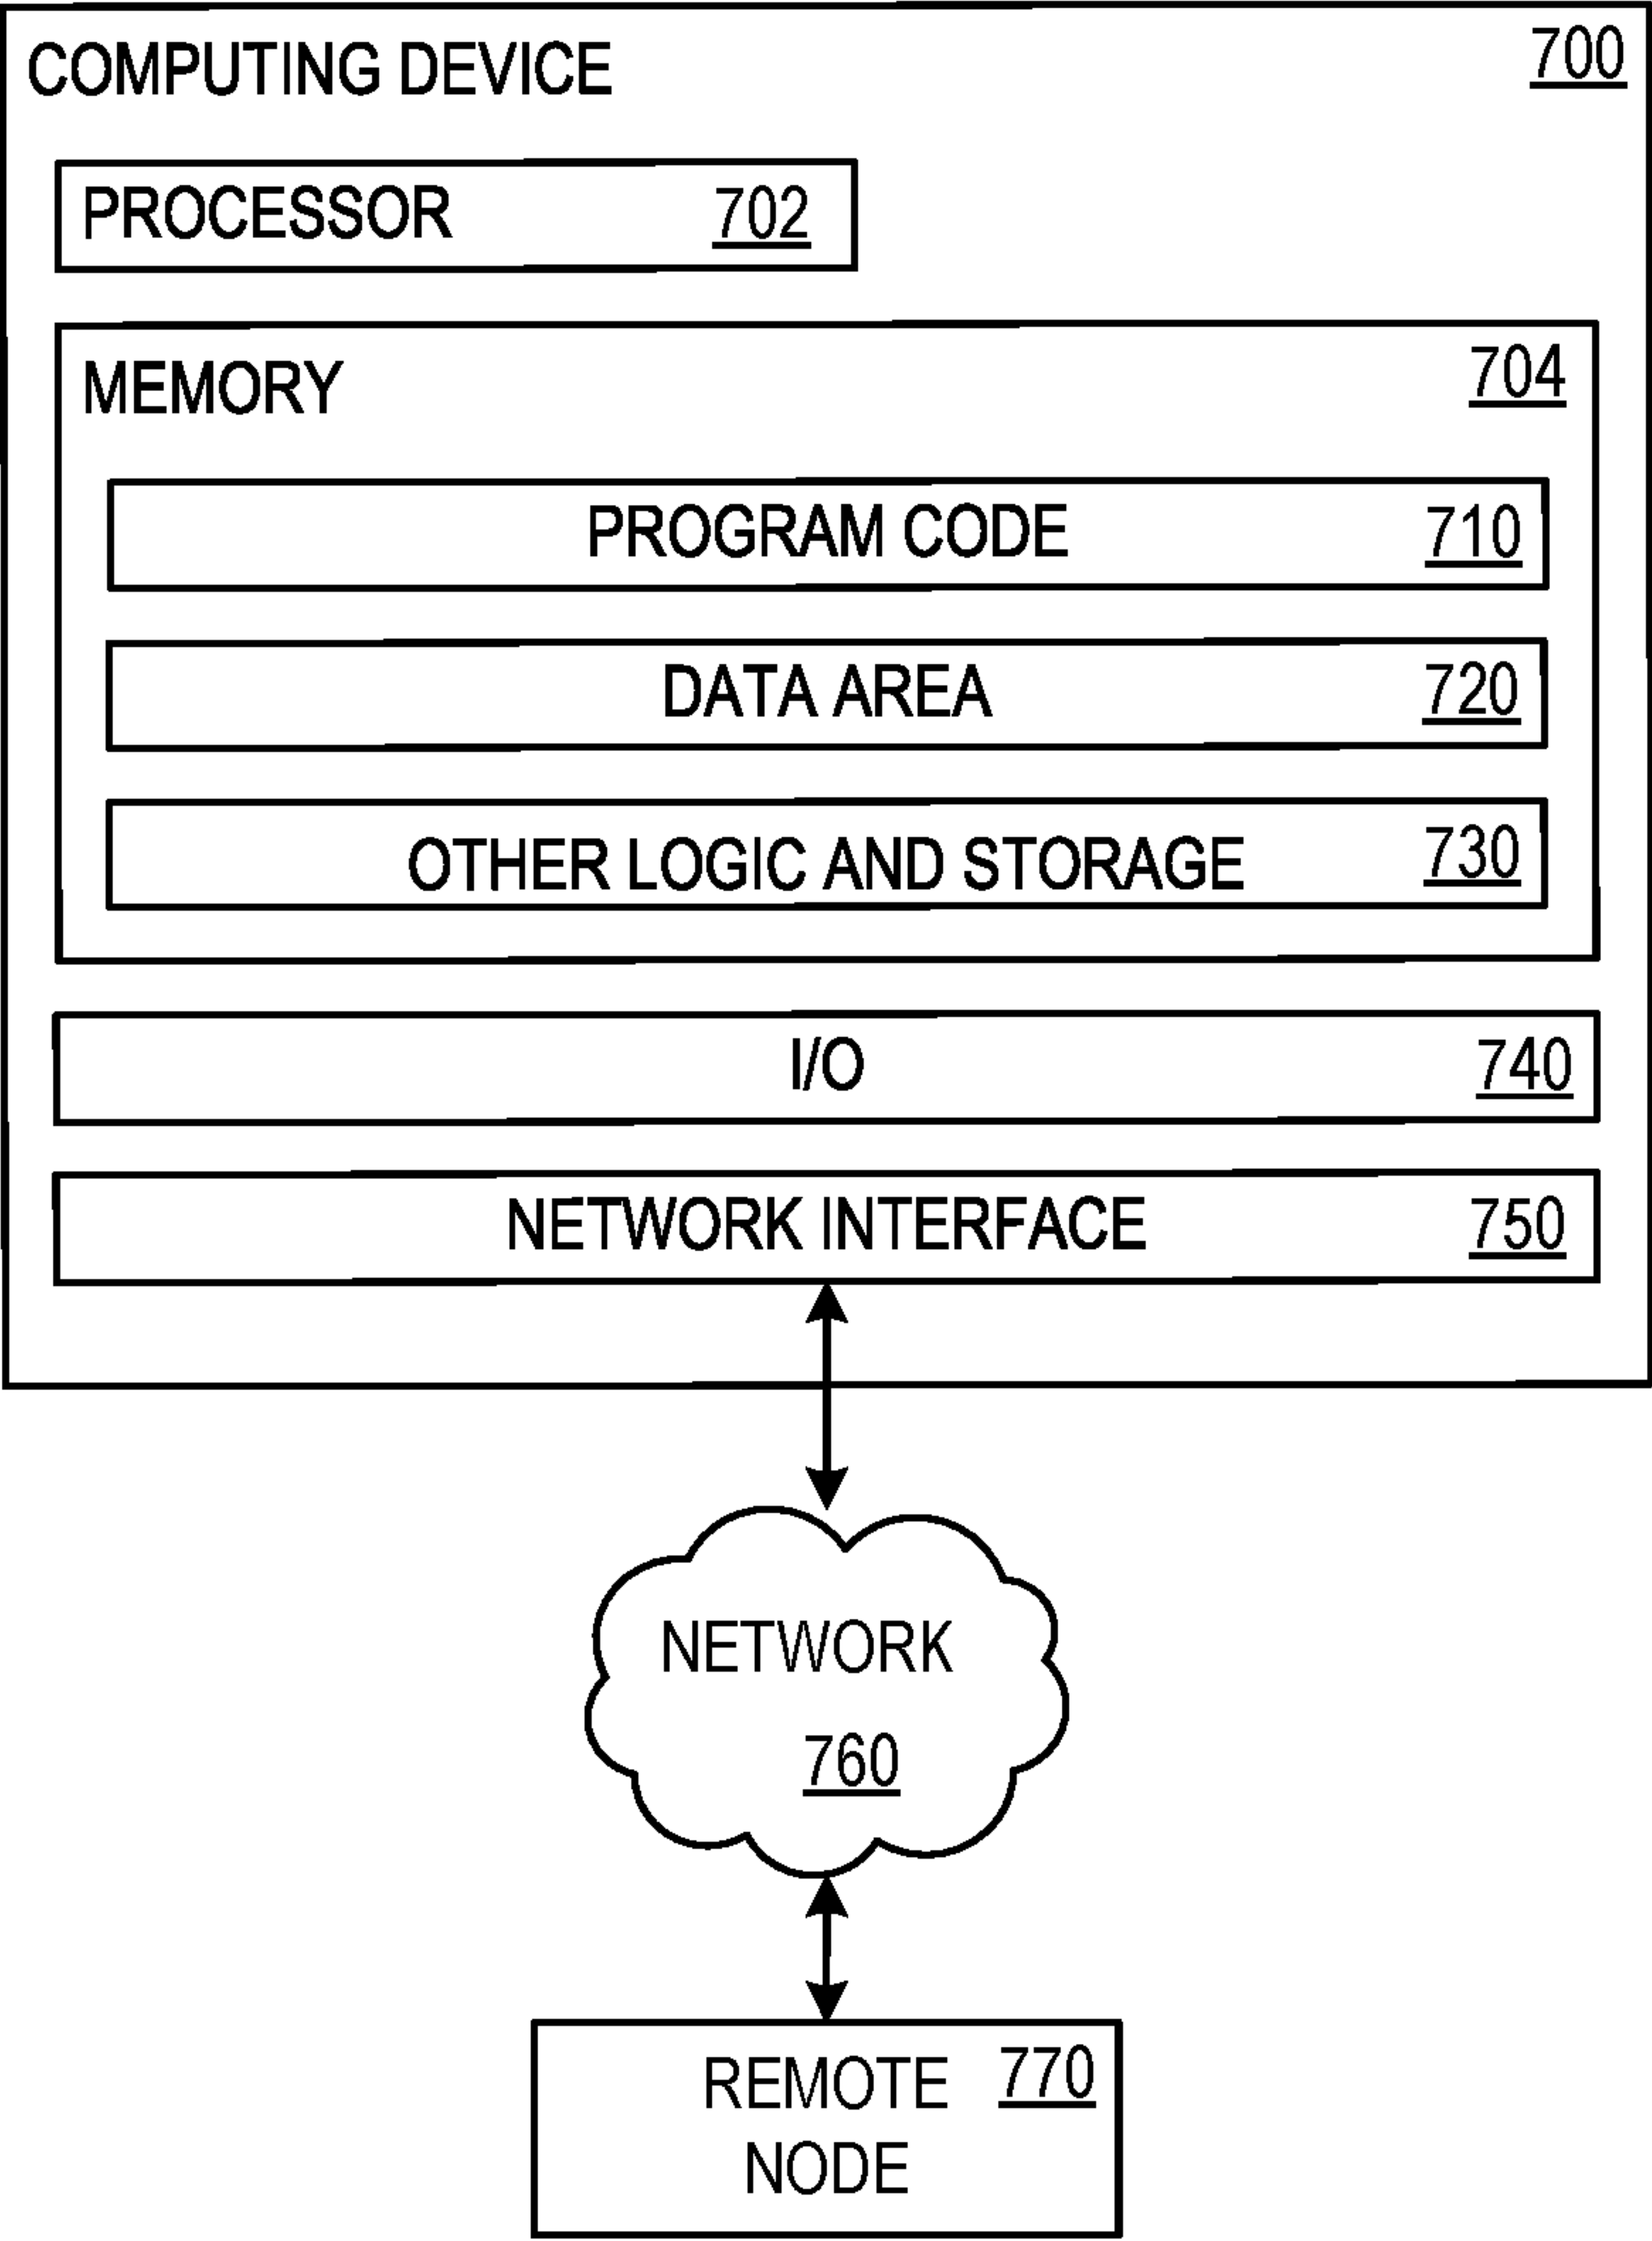 COMPUTING DEVICE 700
PROCESSOR 702
MEMORY 704
PROGRAM CODE 710
DATA AREA 720
OTHER LOGIC AND STORAGE 730
I/O 740
NETWORK INTERFACE 750
NETWORK
760
REMOTE 770
NODE